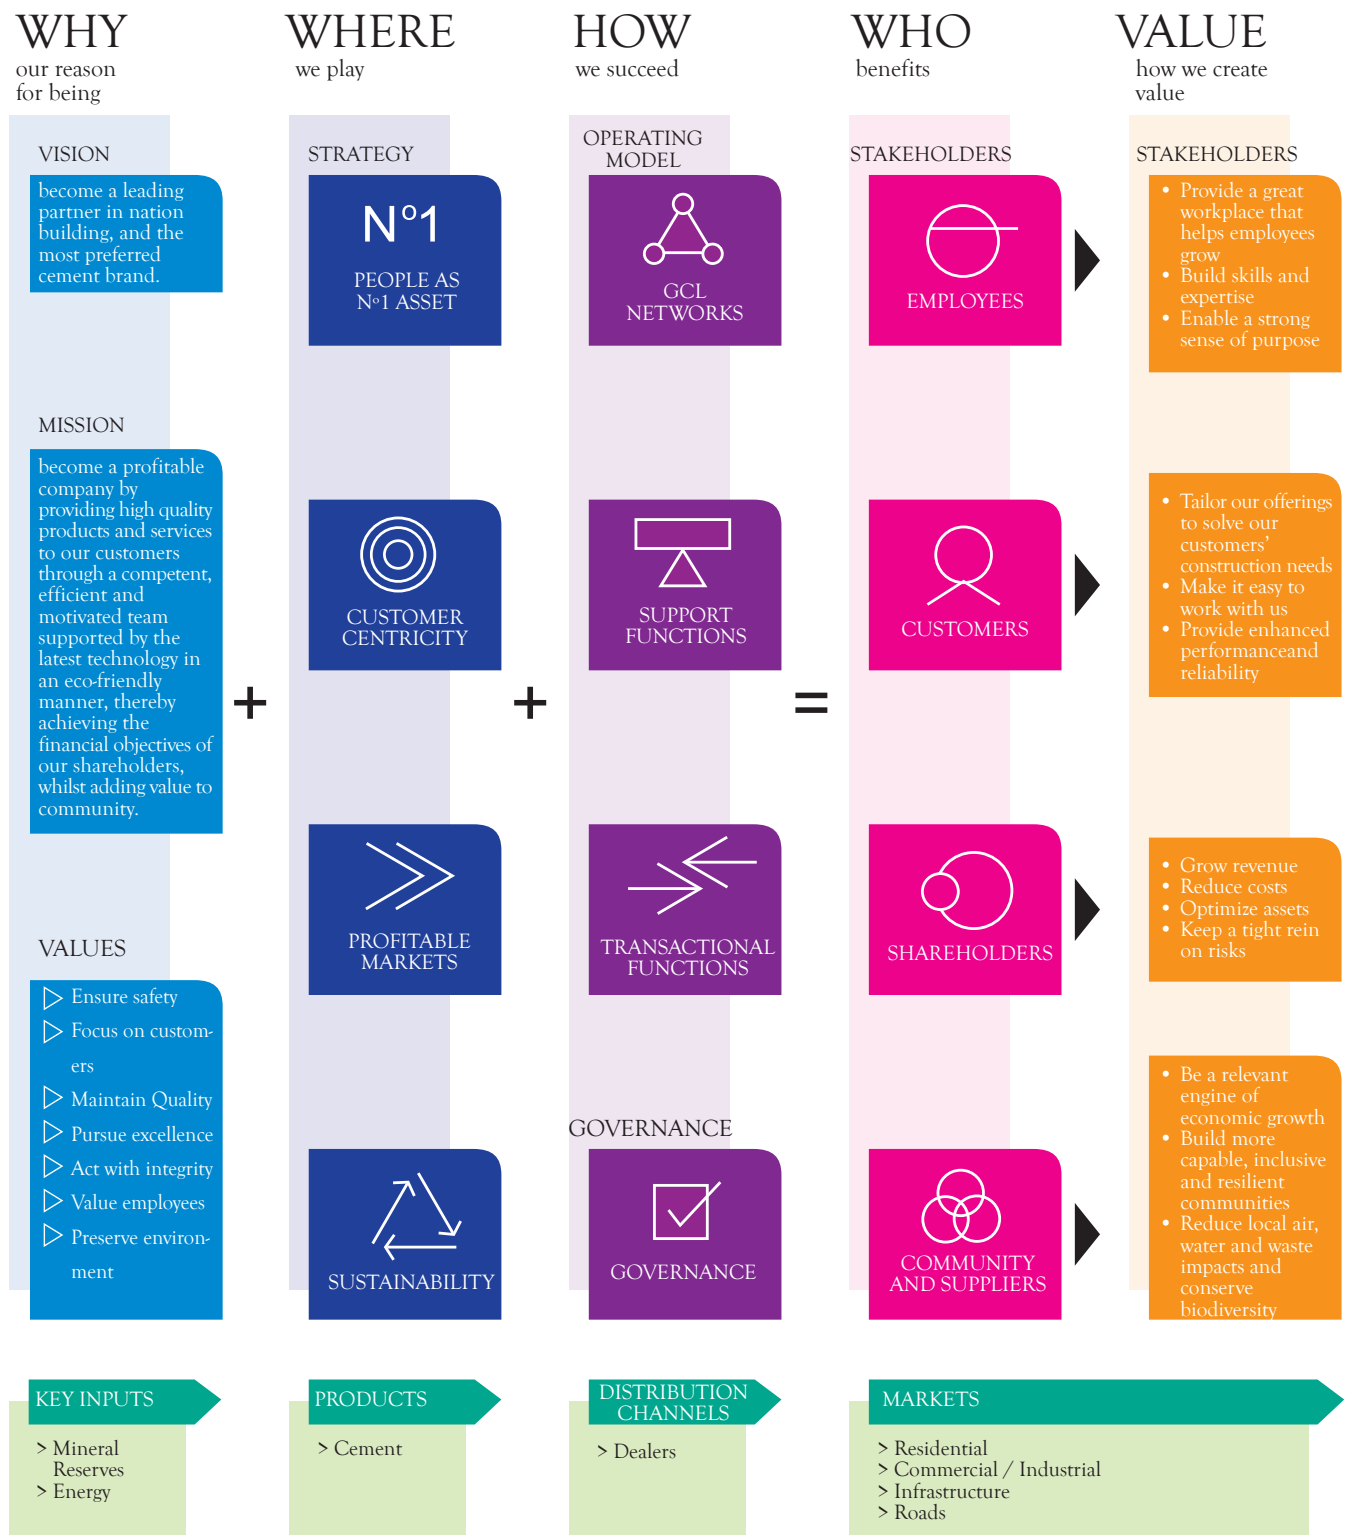 WHY
our reason
for being
VISION
become a leading
partner in nation
building, and the
most preferred
cement brand.
MISSION
become a profitable
company by
providing high quality
products and services
to our customers
through a competent,
efficient and
motivated team
supported by the
latest technology in
an eco-friendly
manner, thereby
achieving the
financial objectives of
our shareholders,
whilst adding value to
community.
VALUES
Ensure safety
Focus on custom-
ers
Maintain Quality
Pursue excellence
Act with integrity
Value employees
Preserve environ-
ment
+
WHERE
we play
STRATEGY
Nº1
PEOPLE AS
Nº1 ASSET
CUSTOMER
CENTRICITY
PROFITABLE
MARKETS
SUSTAINABILITY
+
HOW
we succeed
OPERATING
MODEL
GCL
NETWORKS
SUPPORT
FUNCTIONS
TRANSACTIONAL
FUNCTIONS
GOVERNANCE
GOVERNANCE
=
WHO
benefits
STAKEHOLDERS
EMPLOYEES
CUSTOMERS
SHAREHOLDERS
COMMUNITY
AND SUPPLIERS
VALUE
how we create
value
STAKEHOLDERS
• Provide a great
workplace that
helps employees
grow
• Build skills and
expertise
• Enable a strong
sense of purpose
• Tailor our offerings
to solve our
customers'
construction needs
• Make it easy to
work with us
• Provide enhanced
performanceand
reliability
• Grow revenue
• Reduce costs
• Optimize assets
• Keep a tight rein
on risks
• Be a relevant
engine of
economic growth
• Build more
capable, inclusive
and resilient
communities
• Reduce local air,
water and waste
impacts and
conserve
biodiversity
KEY INPUTS
> Mineral
Reserves
> Energy
PRODUCTS
> Cement
DISTRIBUTION
CHANNELS
> Dealers
MARKETS
> Residential
> Commercial / Industrial
> Infrastructure
> Roads